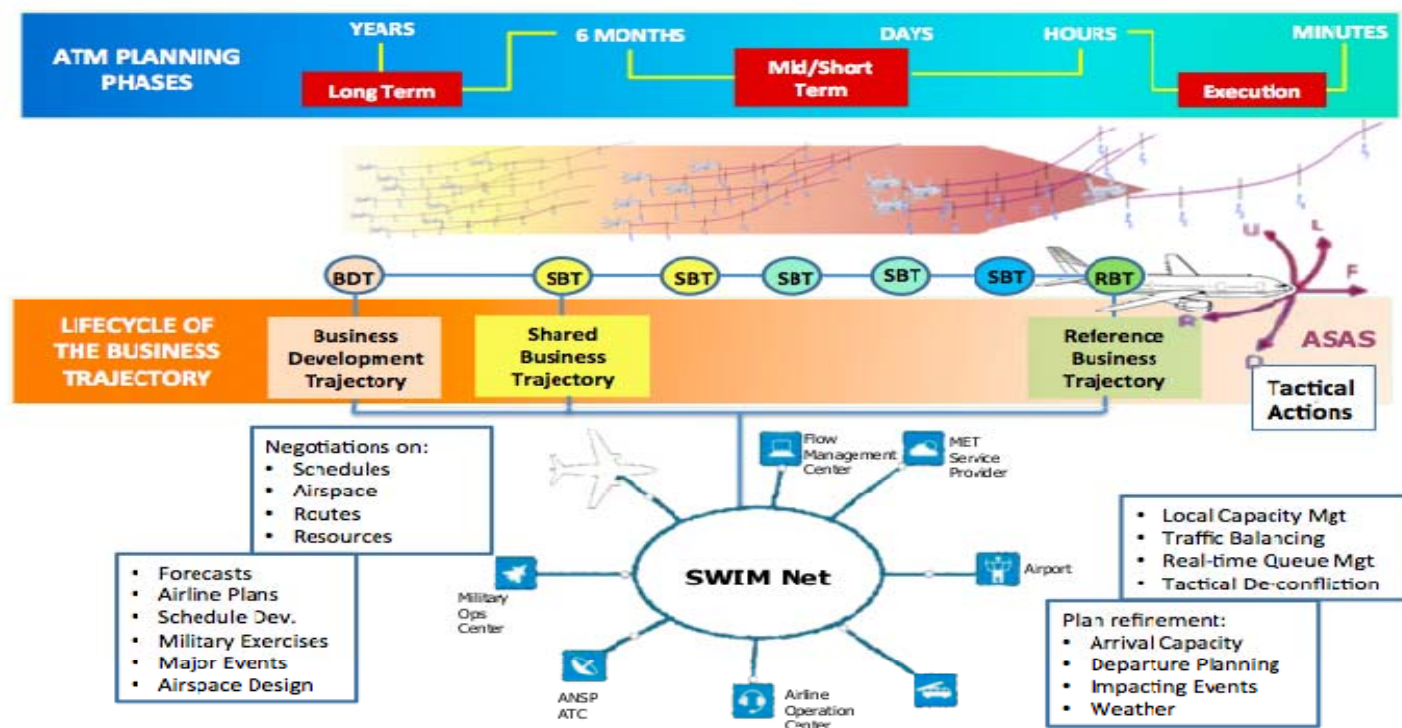 YEARS
6 MONTHS
DAYS
HOURS
MINUTES
ATM PLANNING
PHASES
Long Term
Mid/Short
Term
Execution
U
L
F
R
D
BDT
SBT
SBT
SBT
SBT
SBT
RBT
LIFECYCLE OF
THE BUSINESS
TRAJECTORY
Business
Development
Trajectory
Shared
Business
Trajectory
Reference
Business
Trajectory
ASAS
Tactical
Actions
Negotiations on:
• Schedules
• Airspace
• Routes
• Resources
• Forecasts
• Airline Plans
• Schedule Dev.
• Military Exercises
• Major Events
• Airspace Design
Flow
Management
Center
MET
Service
Provider
SWIM Net
Airport
Military
Ops
Center
ANSP
ATC
Airline
Operation
Center
• Local Capacity Mgt
• Traffic Balancing
• Real-time Queue Mgt
• Tactical De-confliction
Plan refinement:
• Arrival Capacity
• Departure Planning
• Impacting Events
• Weather